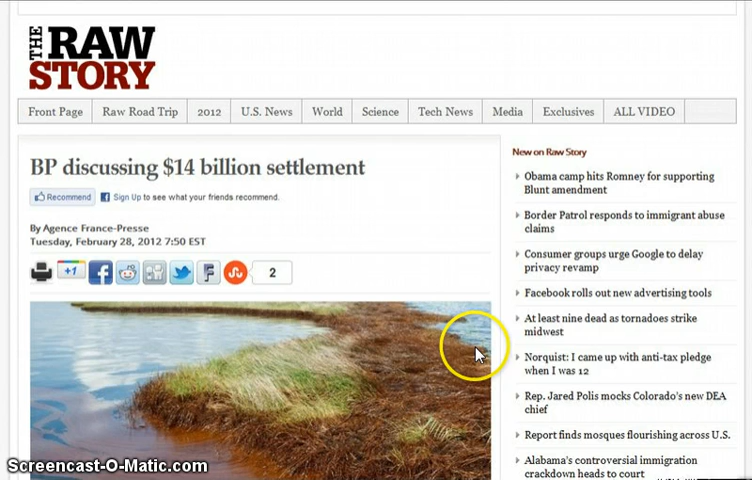 THE RAW
STORY
Front Page Raw Road Trip 2012 U.S. News World Science Tech News Media Exclusives ALL VIDEO
BP discussing $14 billion settlement
Recommend Sign Up to see what your friends recommend.
By Agence France-Presse
Tuesday, February 28, 2012 7:50 EST
+1 2
New on Raw Story
Obama camp hits Romney for supporting
Blunt amendment
Border Patrol responds to immigrant abuse
claims
Consumer groups urge Google to delay
privacy revamp
Facebook rolls out new advertising tools
At least nine dead as tornadoes strike
midwest
Norquist: I came up with anti-tax pledge
when I was 12
Rep. Jared Polis mocks Colorado's new DEA
chief
Report finds mosques flourishing across U.S.
Alabama's controversial immigration
crackdown heads to court
Screencast-O-Matic.com